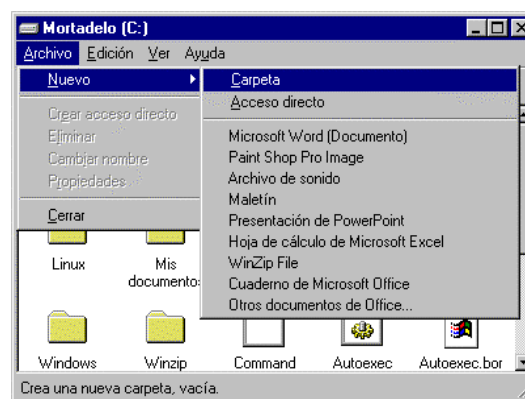 Mortadelo (C:)
Archivo Edición Ver Ayuda
Nuevo
Crear acceso directo
Eliminar
Cambiar nombre
Propiedades
Cerrar
Carpeta
Acceso directo
Microsoft Word (Documento)
Paint Shop Pro Image
Archivo de sonido
Maletín
Presentación de PowerPoint
Hoja de cálculo de Microsoft Excel
WinZip File
Cuaderno de Microsoft Office
Otros documentos de Office...
Linux
Mis
documentos
Windows Winzip Command Autoexec Autoexec.bor
Crea una nueva carpeta, vacía.